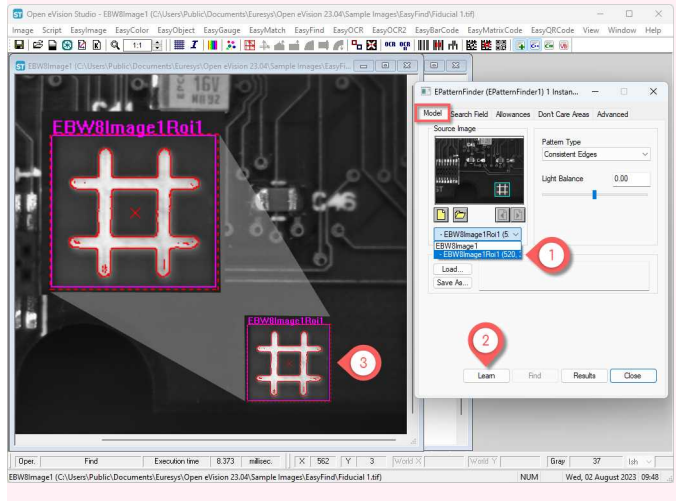 Open eVision Studio - EBW8Image1 (C:\Users\Public\Documents\Euresys\Open eVision 23.04\Sample Images\EasyFind\Fiducial 1.tif)
Image Script EasyImage EasyColor EasyObject EasyGauge EasyMatch EasyFind EasyOCR EasyOCR2 EasyBarCode EasyMatrixCode EasyQRCode View Window Help
1:1
EBW8Image1 (C:\Users\Public\Documents\Euresys\Open eVision 23.04\Sample Images\EasyFi...
16V
EBW8Image1Roi1
C46
EBW8Image1Roi1
3
EPatternFinder (EPatternFinder1) 1 Instan...
Model Search Field Allowances Don't Care Areas Advanced
Source Image
Pattern Type
Consistent Edges
Light Balance 0.00
- EBW8Image1Roi1 (5.
EBW8Image1
- EBW8Image1Roi1 (520,
1
Load...
Save As...
2
Learn Find Results Close
Oper. Find Execution time 8.373 millisec. X 562 Y 3 World X World Y Gray 37 lsh
EBW8Image1 (C:\Users\Public\Documents\Euresys\Open eVision 23.04\Sample Images\EasyFind\Fiducial 1.tif) NUM Wed, 02 August 2023 09:48